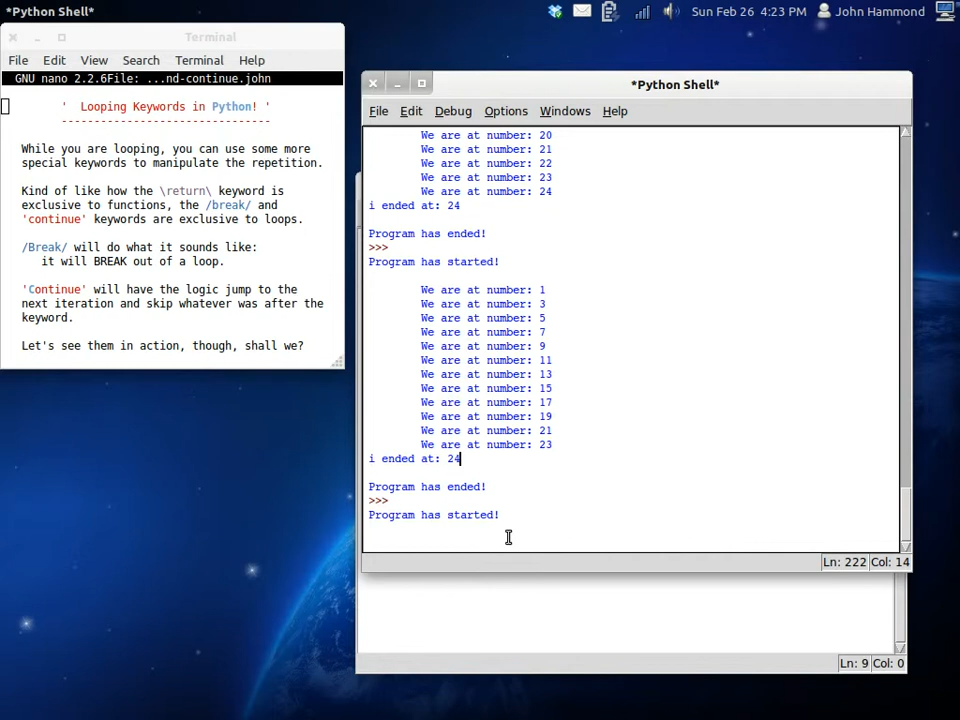 *Python Shell*
Sun Feb 26 4:23 PM
John Hammond
Terminal
File Edit View Search Terminal Help
GNU nano 2.2.6File: ...nd-continue.john
' Looping Keywords in Python! '
--------------------------------
While you are looping, you can use some more
special keywords to manipulate the repetition.
Kind of like how the \return\ keyword is
exclusive to functions, the /break/ and
'continue' keywords are exclusive to loops.
/Break/ will do what it sounds like:
it will BREAK out of a loop.
'Continue' will have the logic jump to the
next iteration and skip whatever was after the
keyword.
Let's see them in action, though, shall we?
*Python Shell*
File Edit Debug Options Windows Help
We are at number: 20
We are at number: 21
We are at number: 22
We are at number: 23
We are at number: 24
i ended at: 24
Program has ended!
>>>
Program has started!
We are at number: 1
We are at number: 3
We are at number: 5
We are at number: 7
We are at number: 9
We are at number: 11
We are at number: 13
We are at number: 15
We are at number: 17
We are at number: 19
We are at number: 21
We are at number: 23
i ended at: 24
Program has ended!
>>>
Program has started!
Ln: 222 Col: 14
Ln: 9 Col: 0